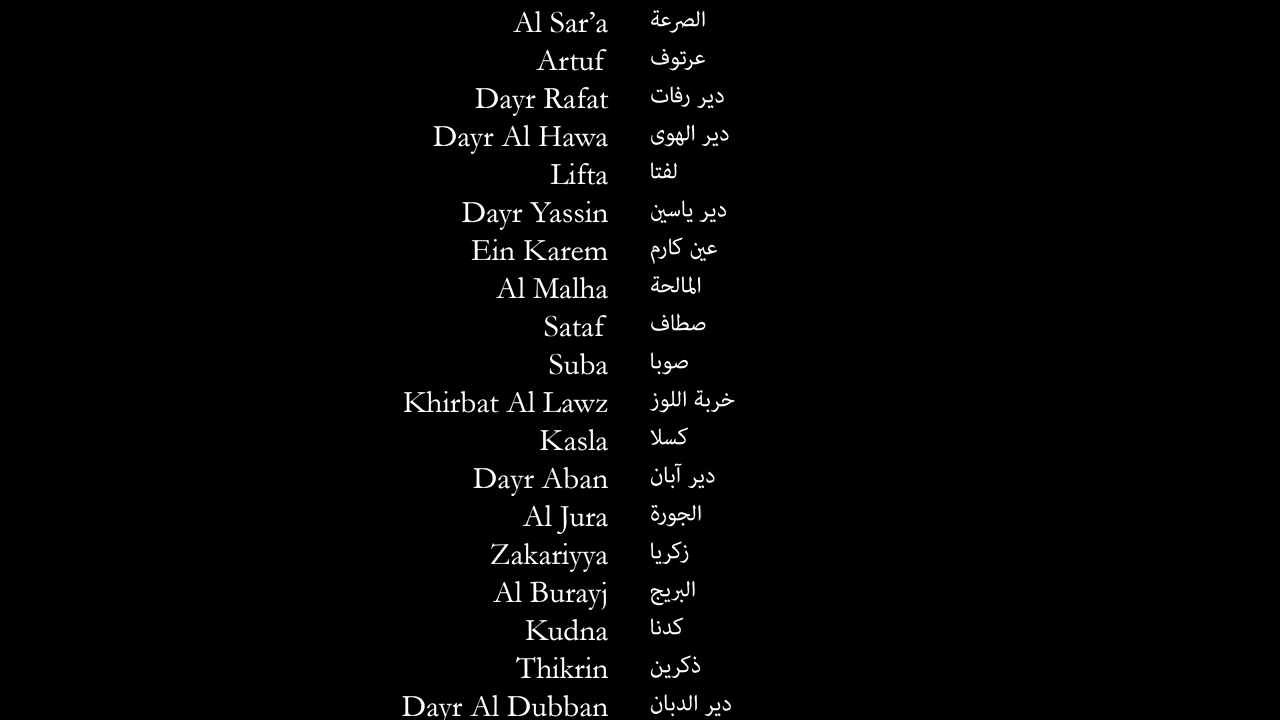 Al Sar’a الصرعة
Artuf عرتوف
Dayr Rafat دير رفات
Dayr Al Hawa دير الهوى
Lifta لفتا
Dayr Yassin دير ياسين
Ein Karem عين كارم
Al Malha المالحة
Sataf صطاف
Suba صوبا
Khirbat Al Lawz خربة اللوز
Kasla كسلا
Dayr Aban دير آبان
Al Jura الجورة
Zakariyya زكريا
Al Burayj البريج
Kudna كدنا
Thikrin ذكرين
Dayr Al Dubban دير الدبان